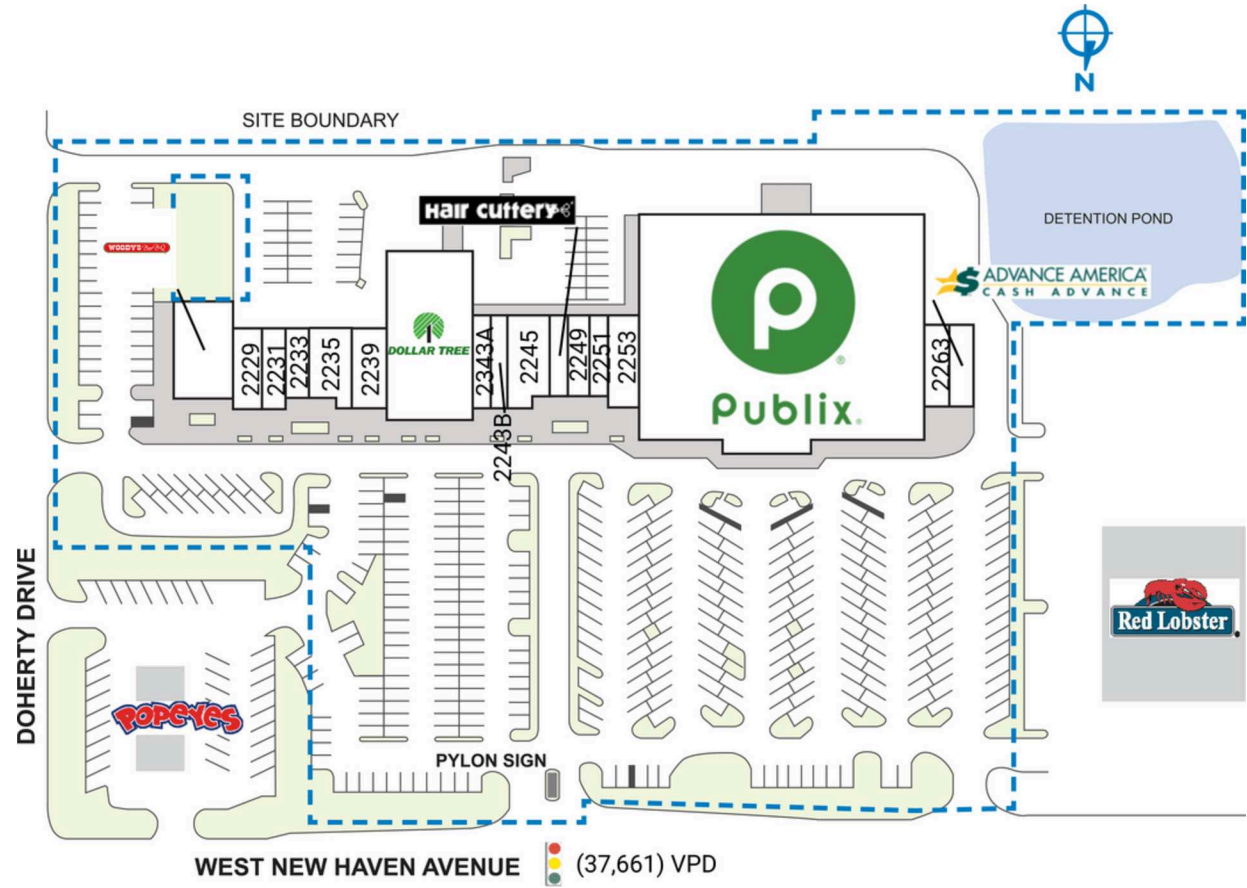 N
SITE BOUNDARY
Hair Cuttery
DETENTION POND
WOODY'S Bar-B-Q
ADVANCE AMERICA
CASH ADVANCE
DOLLAR TREE
Publix
2229
2231
2233
2235
2239
2343A
2243B
2245
2249
2251
2253
2263
DOHERTY DRIVE
Red Lobster
POPEYES
PYLON SIGN
WEST NEW HAVEN AVENUE
(37,661) VPD